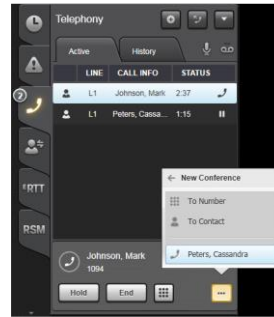 Telephony
Active History
LINE CALL INFO STATUS
L1 Johnson, Mark 2:37
L1 Peters, Cassa... 1:15
2
RTT
RSM
New Conference
To Number
To Contact
Peters, Cassandra
Johnson, Mark
1094
Hold End